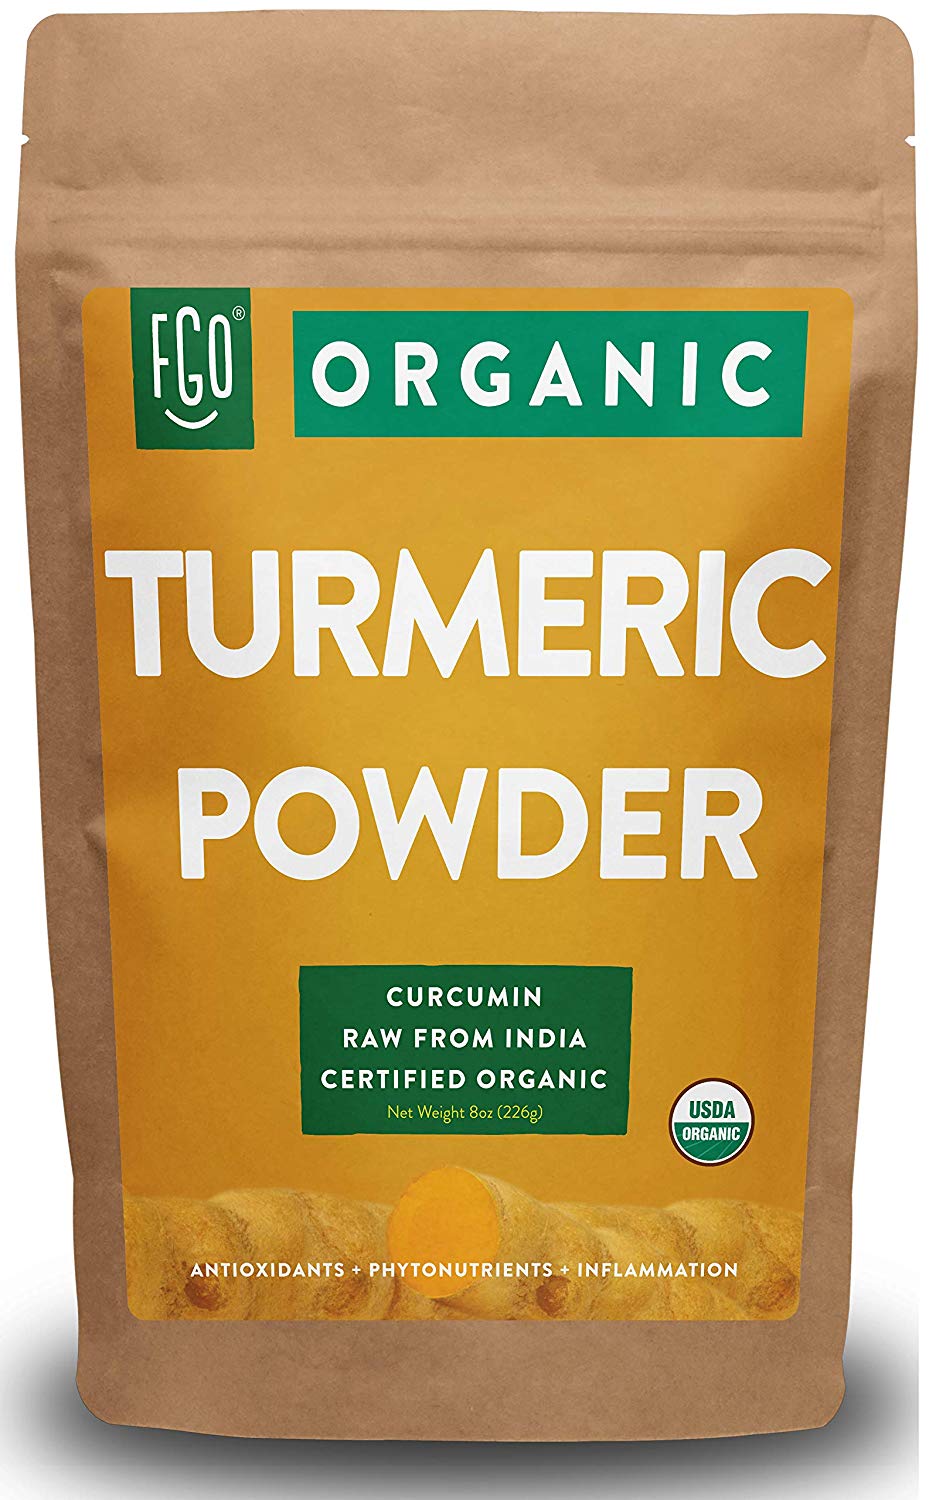 FGO®
ORGANIC
TURMERIC
POWDER
CURCUMIN
RAW FROM INDIA
CERTIFIED ORGANIC
Net Weight 8oz (226g)
USDA
ORGANIC
ANTIOXIDANTS + PHYTONUTRIENTS + INFLAMMATION